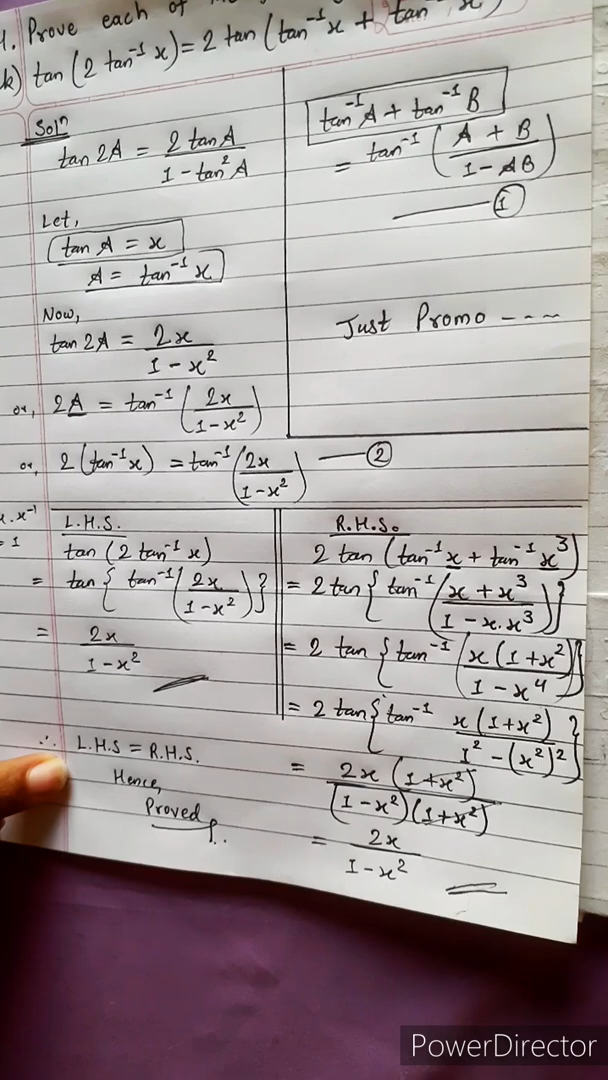 1. Prove each of
k) tan (2 tan⁻¹ x) = 2 tan (tan⁻¹ x + tan⁻¹
Solⁿ
tan 2A = 2 tan A / 1 - tan² A
Let,
tan A = x
A = tan⁻¹ x
Now,
tan 2A = 2x / 1 - x²
or, 2A = tan⁻¹ (2x / 1 - x²)
or, 2 (tan⁻¹ x) = tan⁻¹ (2x / 1 - x²) — ②
tan⁻¹ A + tan⁻¹ B
= tan⁻¹ (A + B / 1 - AB)
— ①
Just Promo ----
x. x⁻¹
= 1
L.H.S.
tan (2 tan⁻¹ x)
= tan { tan⁻¹ (2x / 1 - x²) }
= 2x / 1 - x²
∴ L.H.S = R.H.S.
Hence,
Proved
R.H.S.
2 tan (tan⁻¹ x + tan⁻¹ x³)
= 2 tan { tan⁻¹ (x + x³ / 1 - x. x³) }
= 2 tan { tan⁻¹ (x (1 + x²) / 1 - x⁴) }
= 2 tan { tan⁻¹ x (1 + x²) / 1² - (x²)² }
= 2x (1 + x²) / (1 - x²) (1 + x²)
= 2x / 1 - x²
PowerDirector